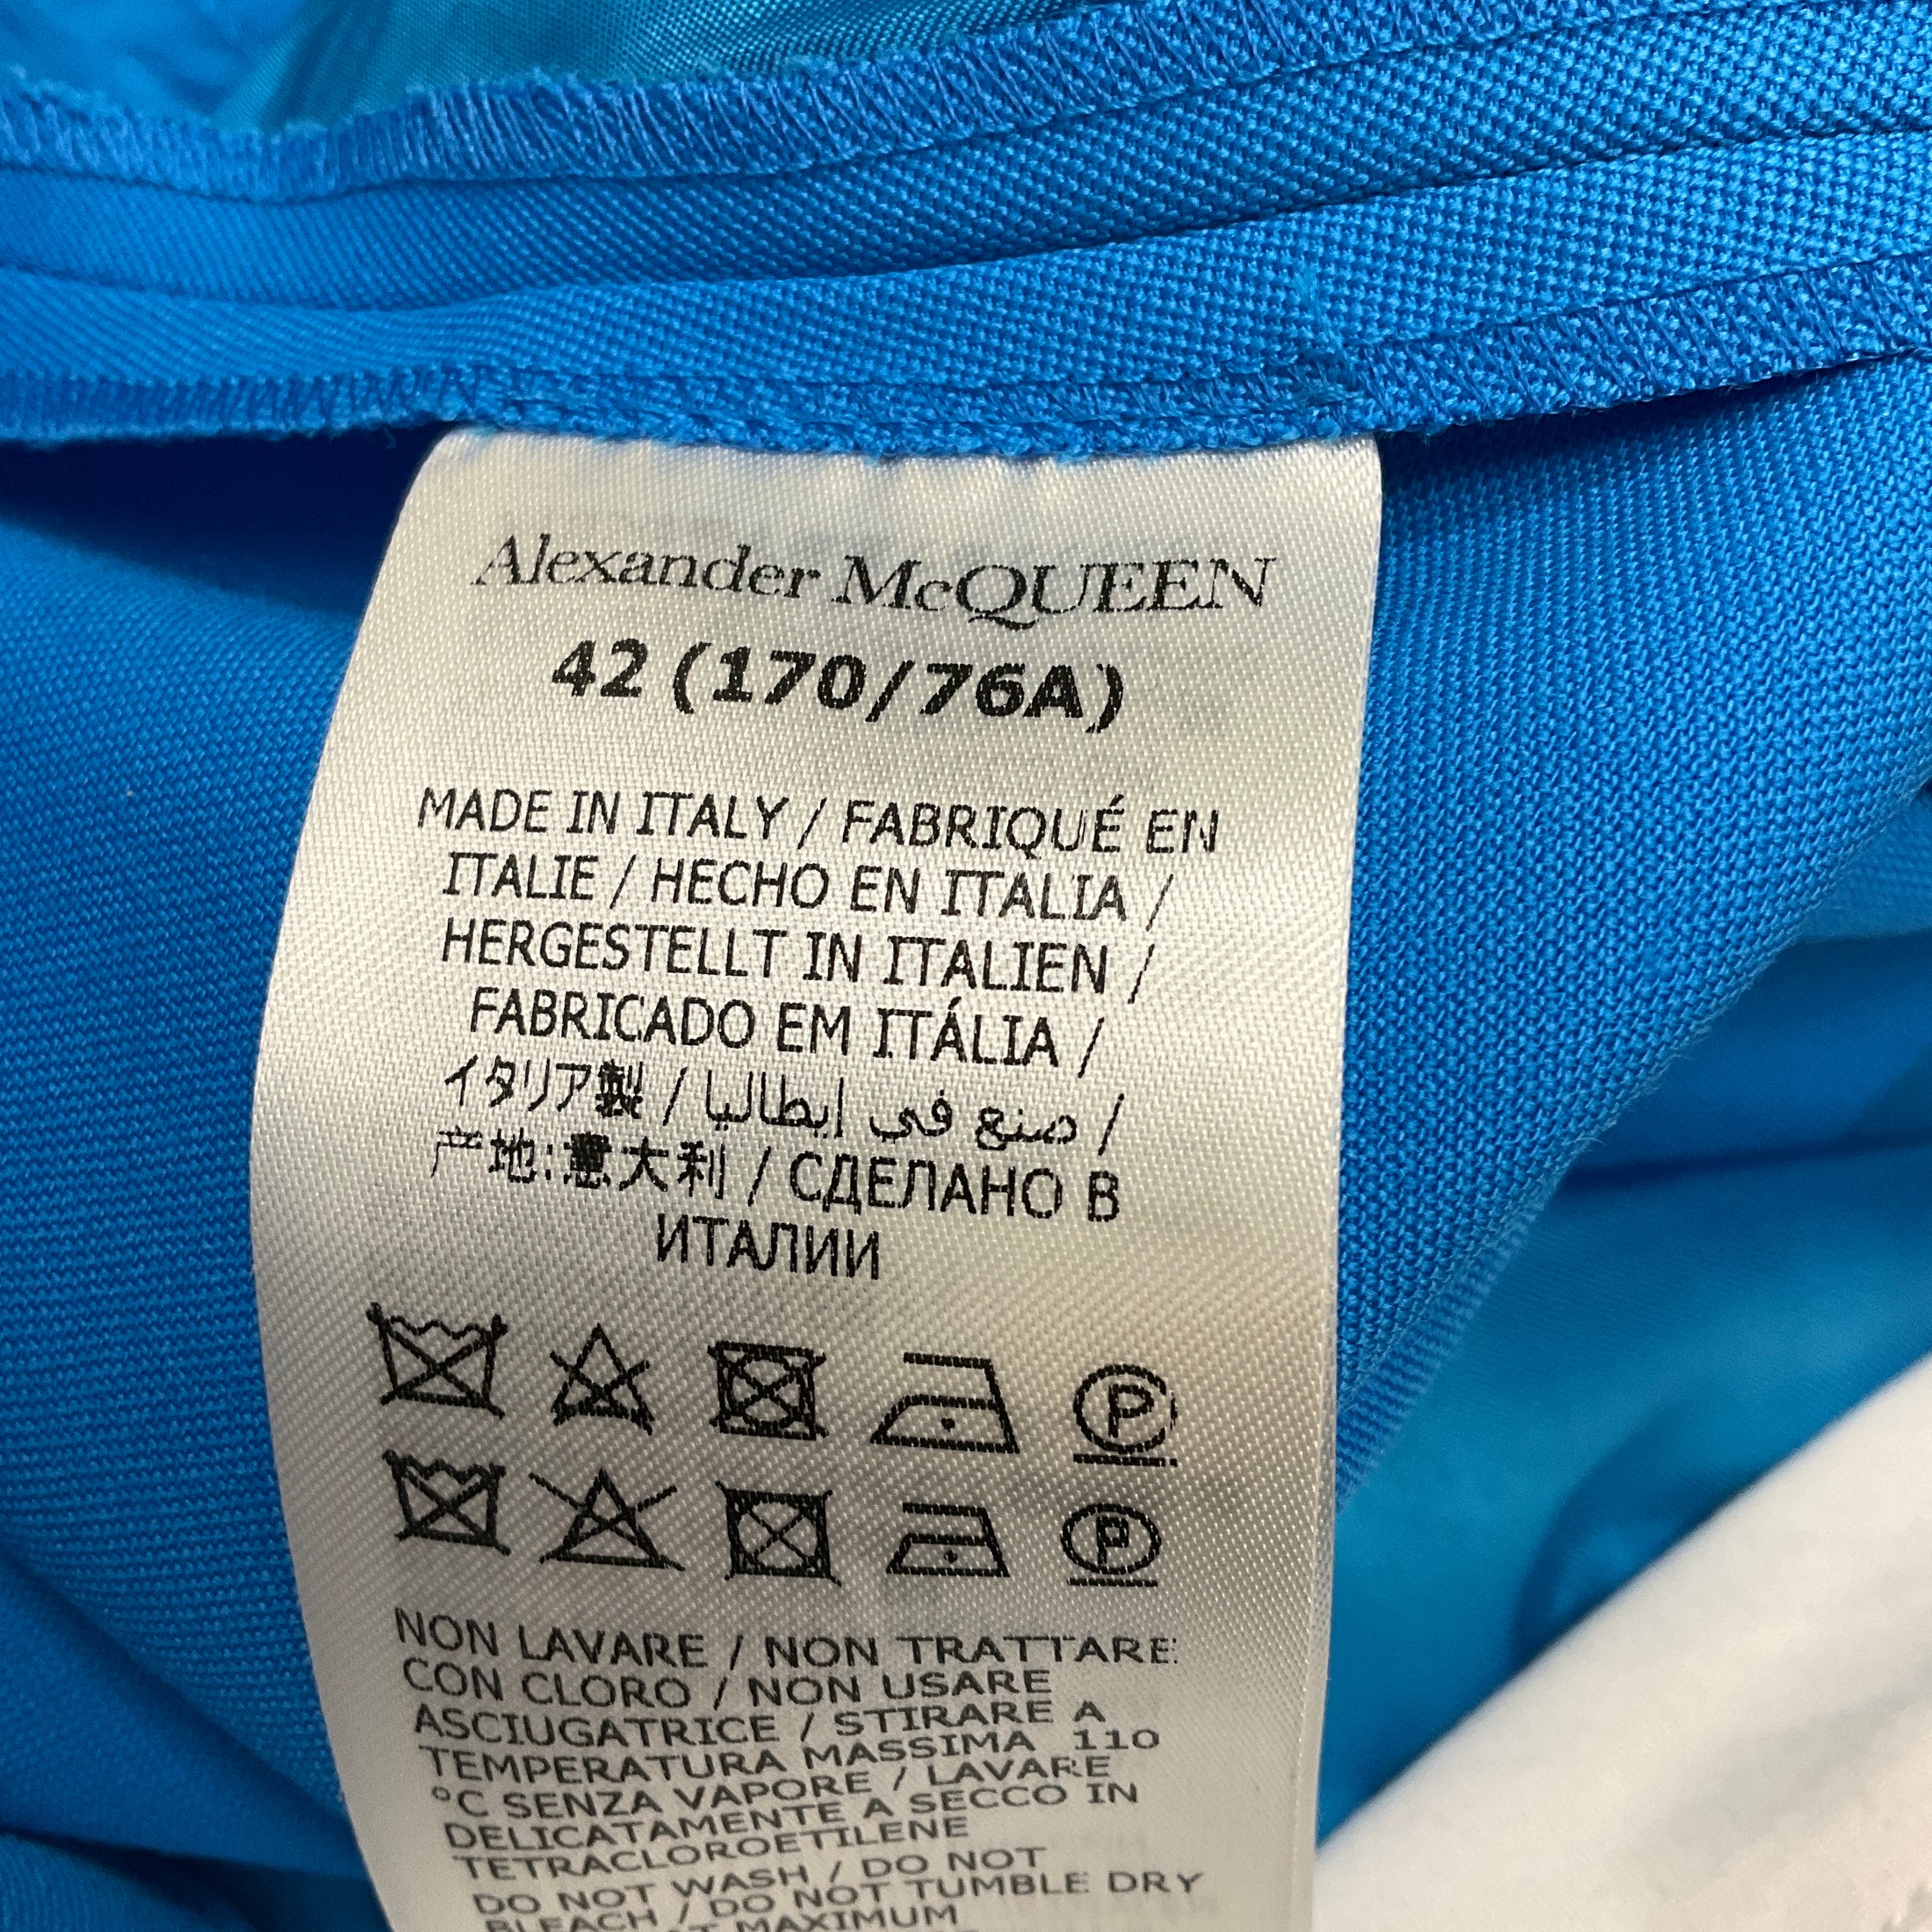 Alexander McQUEEN
42 (170/76A)
MADE IN ITALY / FABRIQUÉ EN
ITALIE / HECHO EN ITALIA /
HERGESTELLT IN ITALIEN /
FABRICADO EM ITÁLIA /
イタリア製 / صنع في إيطاليا /
产地:意大利 / СДЕЛАНО В
ИТАЛИИ
P
P
NON LAVARE / NON TRATTARE
CON CLORO / NON USARE
ASCIUGATRICE / STIRARE A
TEMPERATURA MASSIMA 110
°C SENZA VAPORE / LAVARE
DELICATAMENTE A SECCO IN
TETRACLOROETILENE
DO NOT WASH / DO NOT
BLEACH / DO NOT TUMBLE DRY
AT MAXIMUM